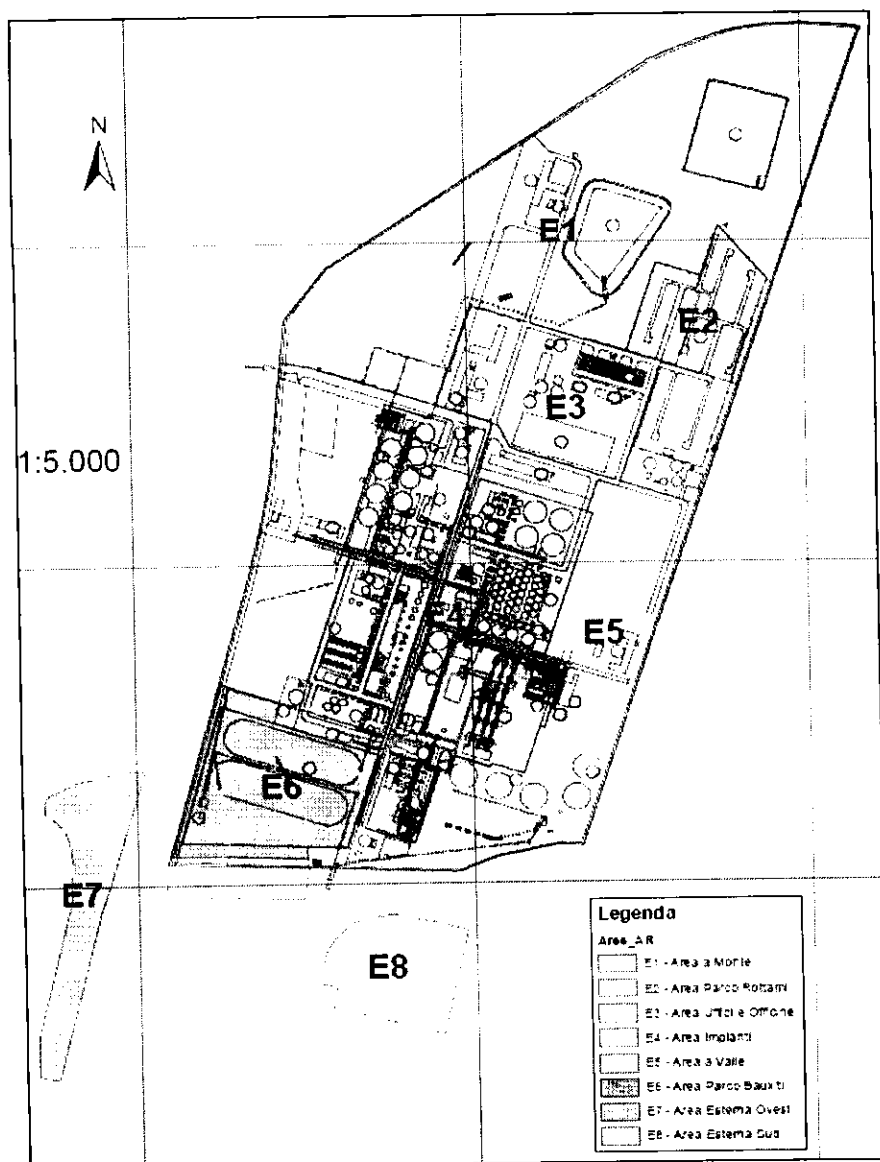 N
E1
E2
E3
1:5.000
E4
E5
E6
E7
E8
Legenda
Area_AR
E1 - Area a Monte
E2 - Area Parco Rottami
E3 - Area Uffici e Officine
E4 - Area Impianti
E5 - Area a Valle
E6 - Area Parco Bauxiti
E7 - Area Esterna Ovest
E8 - Area Esterna Sud